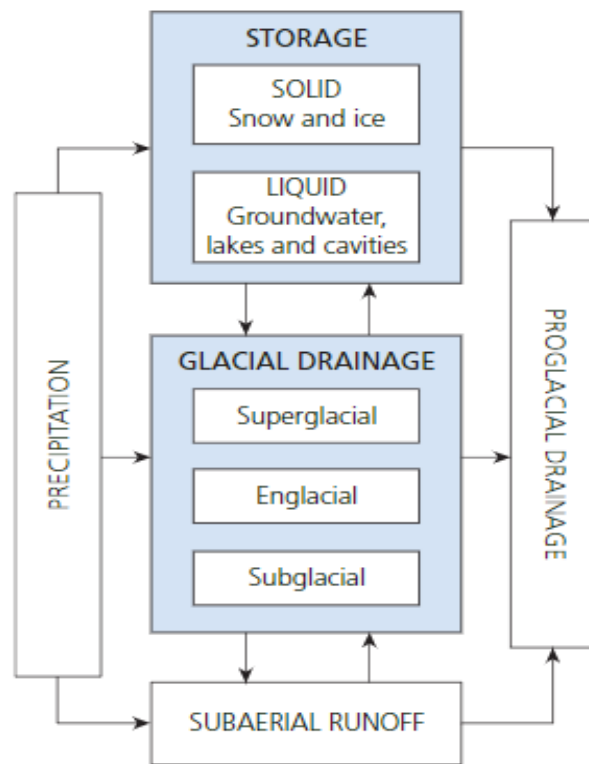 STORAGE
SOLID
Snow and ice
LIQUID
Groundwater,
lakes and cavities
PRECIPITATION
GLACIAL DRAINAGE
Superglacial
Englacial
Subglacial
PROGLACIAL DRAINAGE
SUBAERIAL RUNOFF